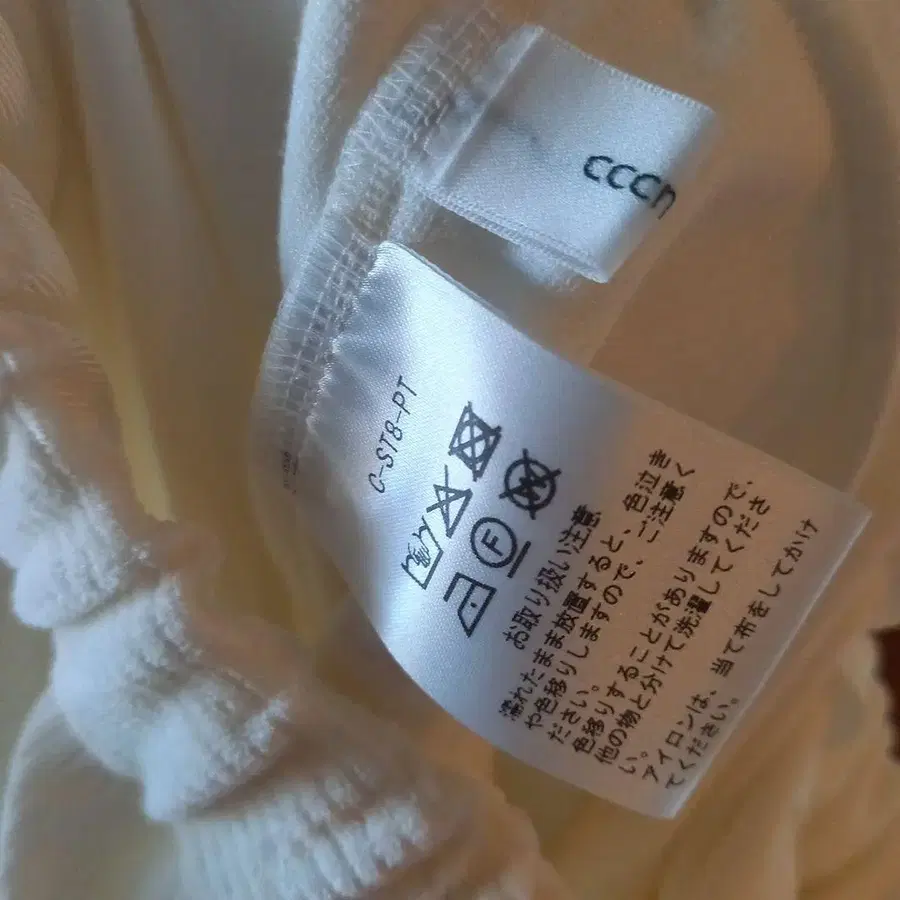 cccn
C-ST8-PT
F
W
お取り扱い注意
濡れたまま放置すると、色泣き
や色移りしますので、ご注意く
ださい。
色移りすることがありますので、
他の物と分けて洗濯してくださ
い。
アイロンは、当て布をしてかけ
てください。